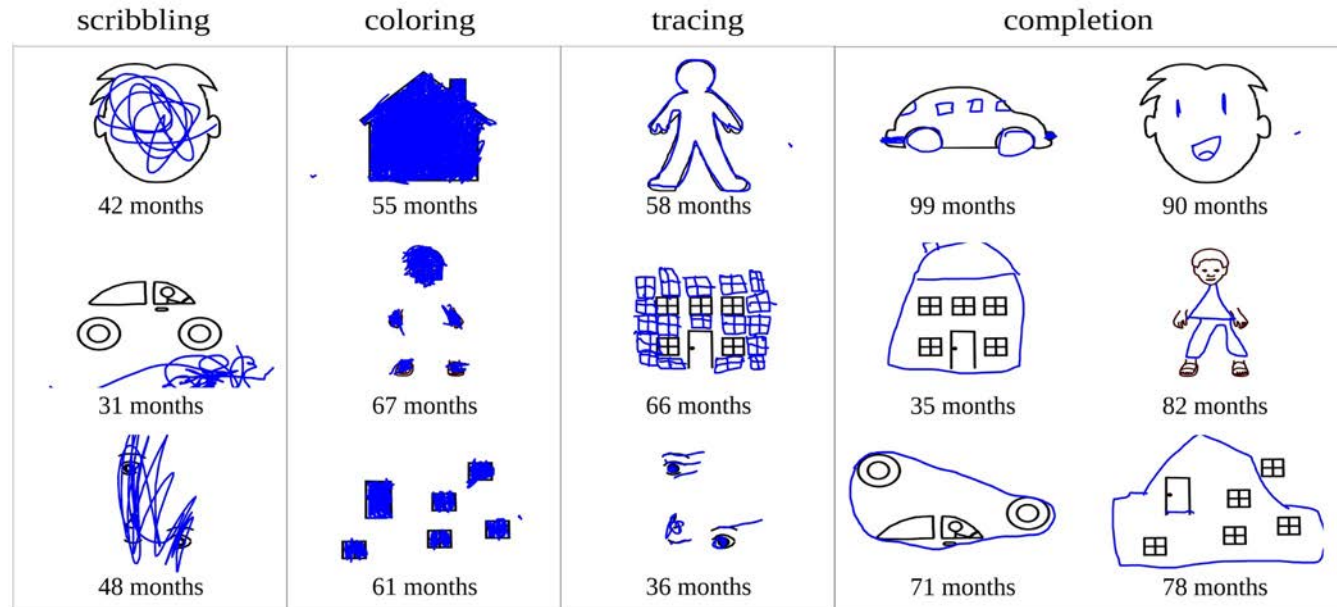 scribbling coloring tracing completion
42 months 55 months 58 months 99 months 90 months
31 months 67 months 66 months 35 months 82 months
48 months 61 months 36 months 71 months 78 months